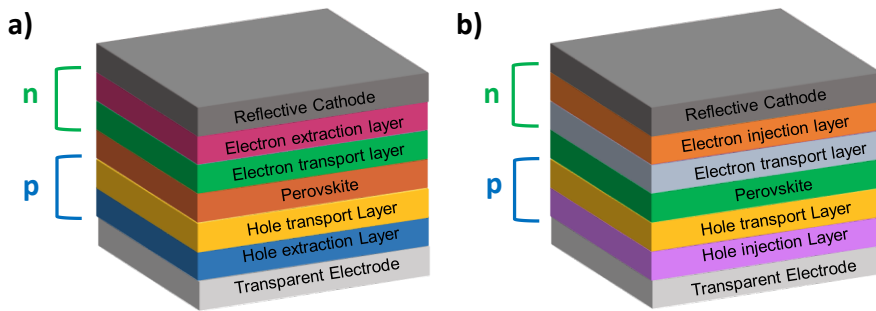 a)
n
p
Reflective Cathode
Electron extraction layer
Electron transport layer
Perovskite
Hole transport Layer
Hole extraction Layer
Transparent Electrode
b)
n
p
Reflective Cathode
Electron injection layer
Electron transport layer
Perovskite
Hole transport Layer
Hole injection Layer
Transparent Electrode